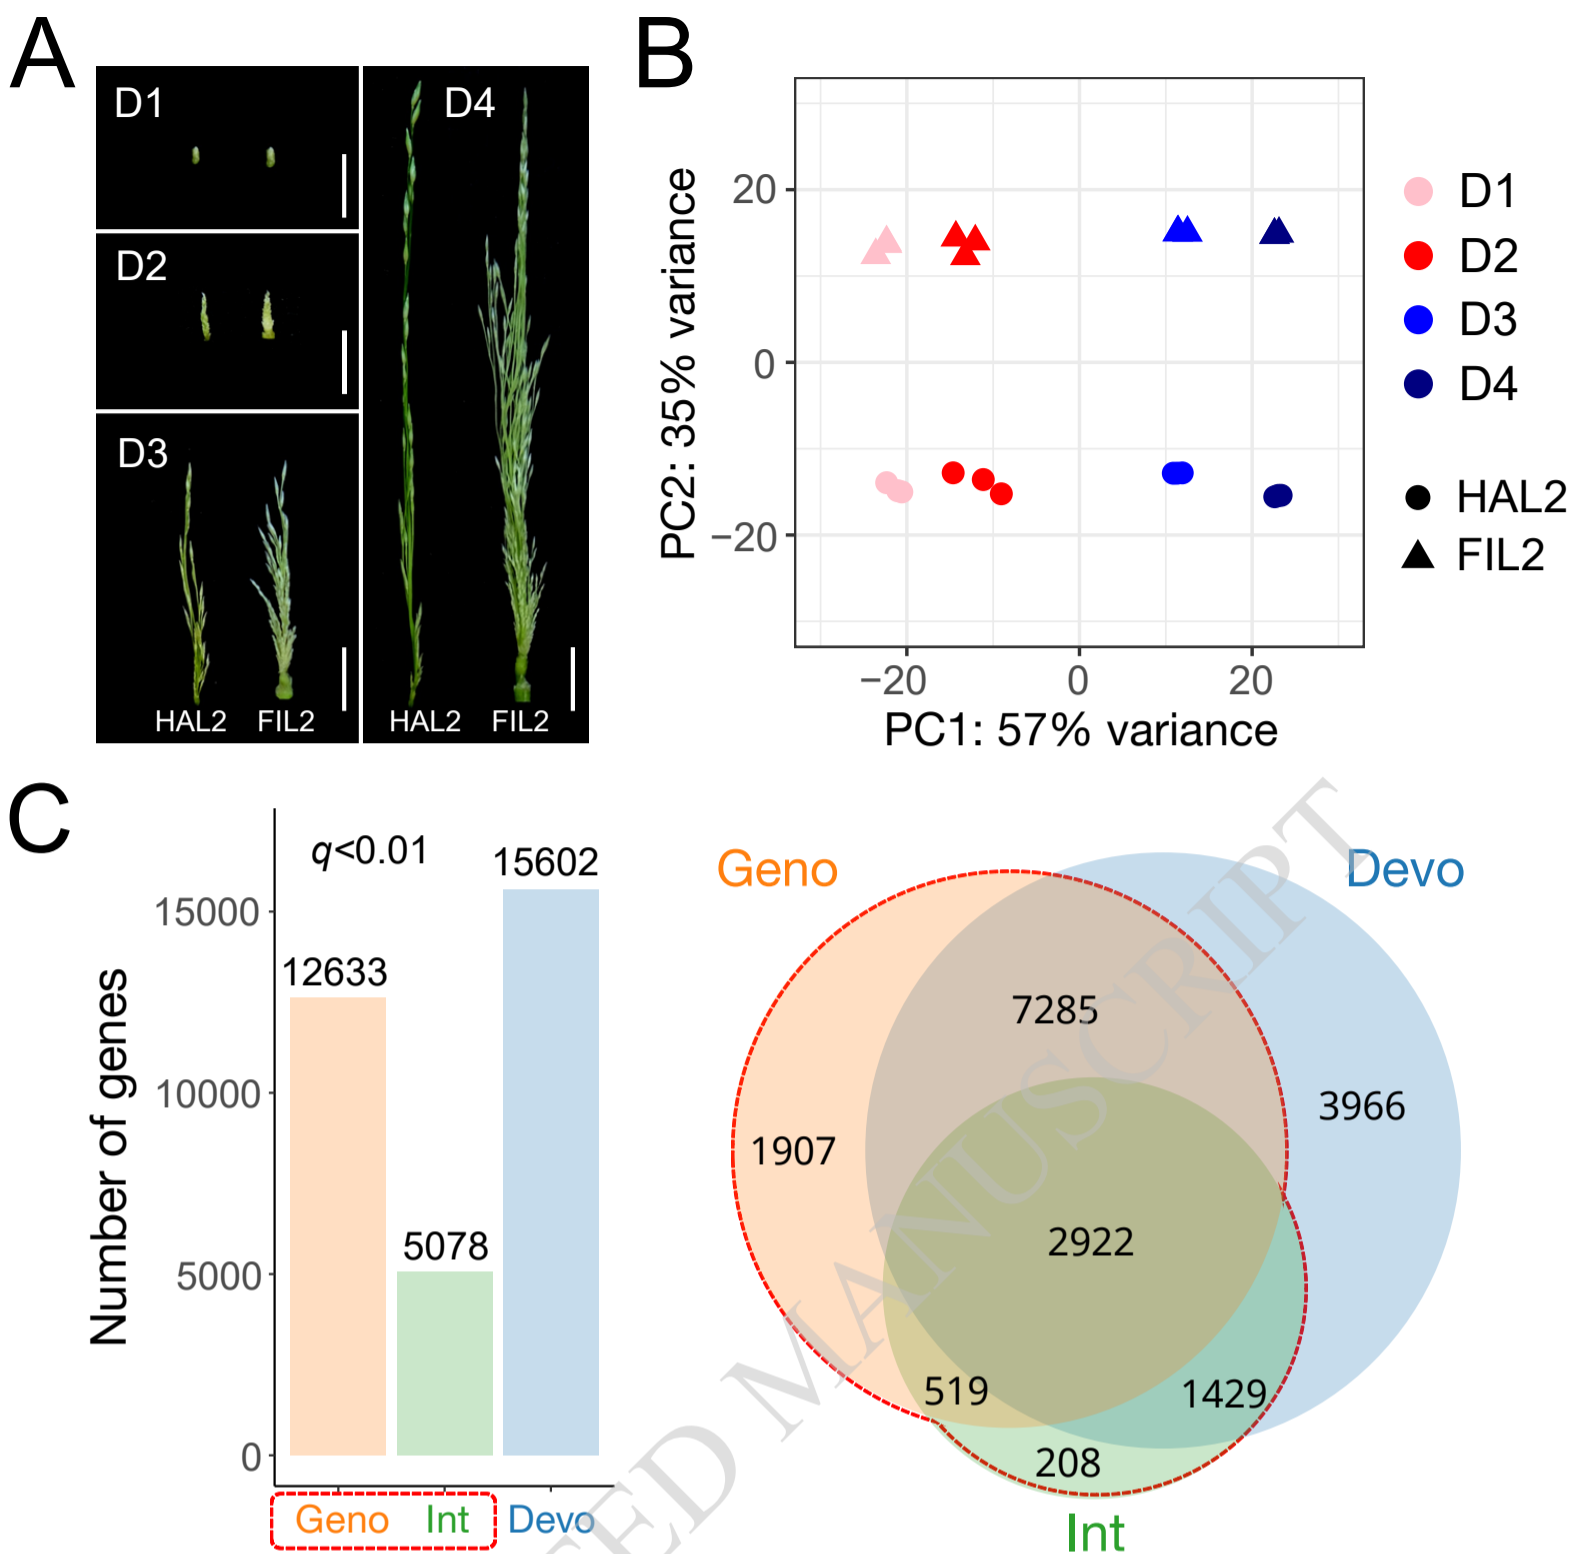 A
D1
D4
D2
D3
HAL2 FIL2
HAL2 FIL2
B
PC2: 35% variance
20
0
−20
−20 0 20
PC1: 57% variance
D1
D2
D3
D4
HAL2
FIL2
C
Number of genes
15000
10000
5000
0
q<0.01
12633
5078
15602
Geno Int Devo
Geno
Devo
7285
3966
1907
2922
519
1429
208
Int
TED MANUSCRIPT